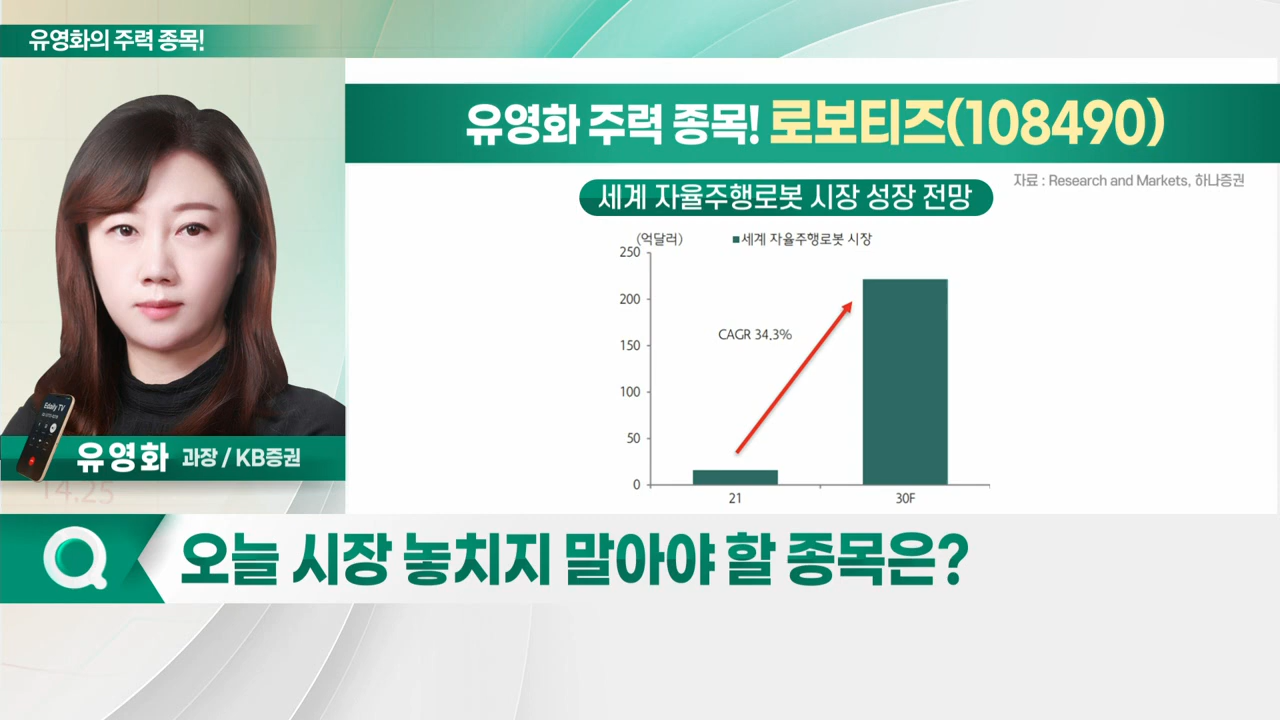 유영화의 주력 종목!
유영화 주력 종목! 로보티즈(108490)
세계 자율주행로봇 시장 성장 전망
자료 : Research and Markets, 하나증권
(억달러)
세계 자율주행로봇 시장
250
200
150
100
50
0
CAGR 34.3%
21
30F
Edaily TV
유영화 과장 / KB증권
14.25
오늘 시장 놓치지 말아야 할 종목은?